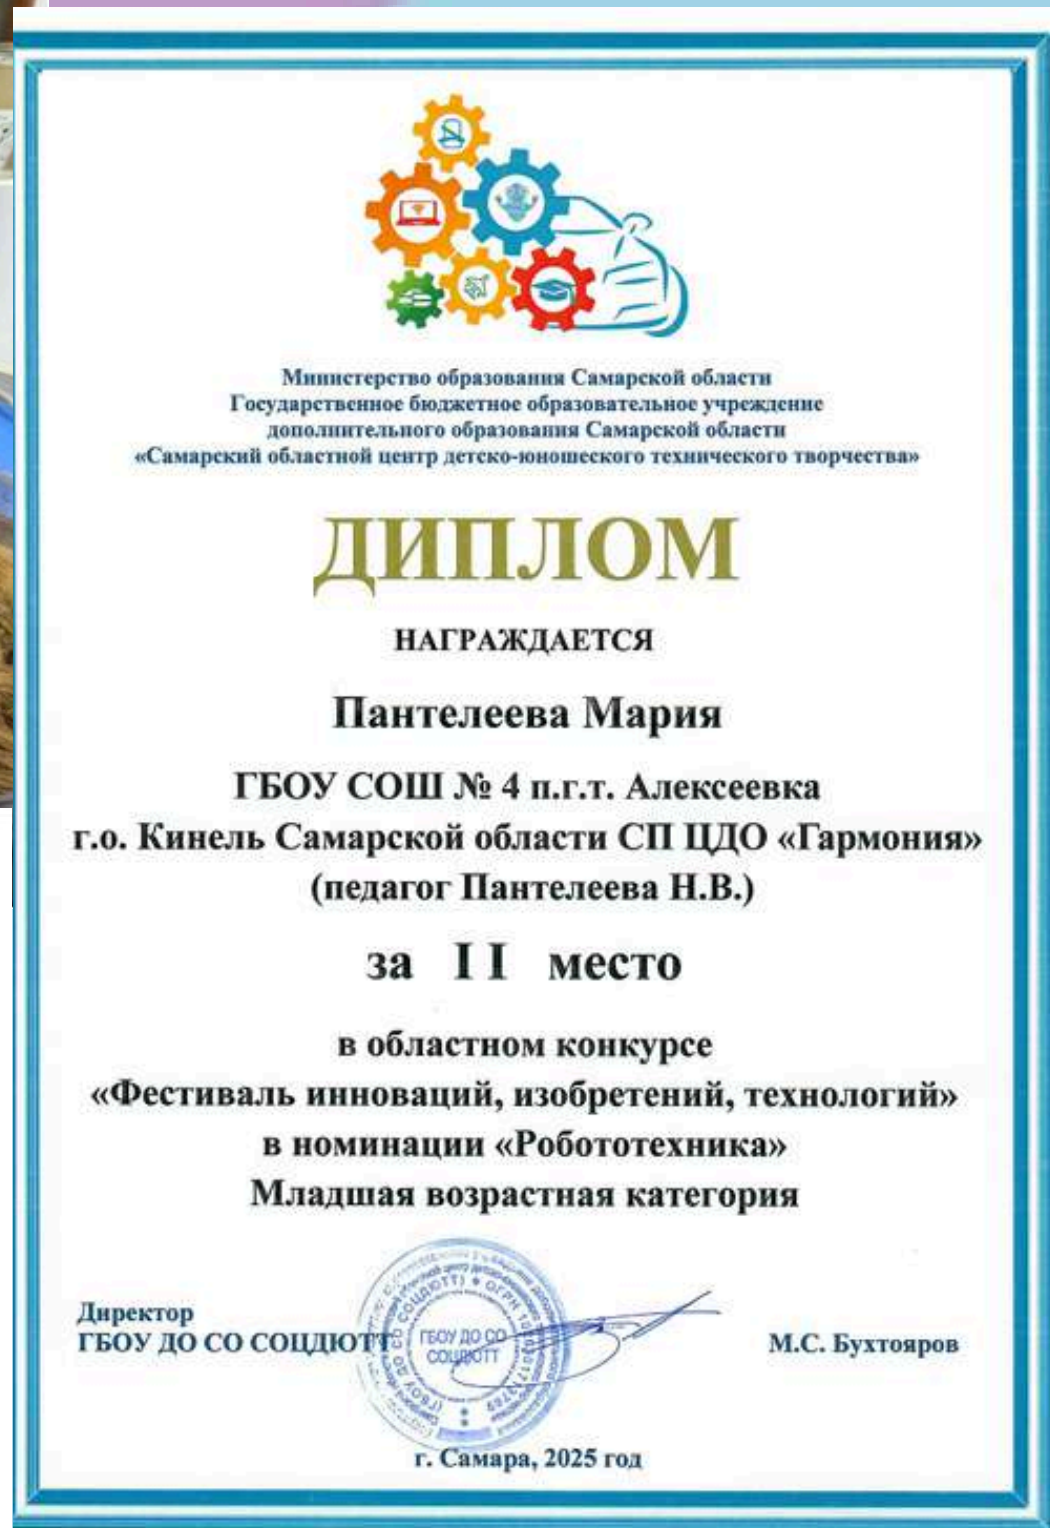 Министерство образования Самарской области
Государственное бюджетное образовательное учреждение
дополнительного образования Самарской области
«Самарский областной центр детско-юношеского технического творчества»
ДИПЛОМ
НАГРАЖДАЕТСЯ
Пантелеева Мария
ГБОУ СОШ № 4 п.г.т. Алексеевка
г.о. Кинель Самарской области СП ЦДО «Гармония»
(педагог Пантелеева Н.В.)
за II место
в областном конкурсе
«Фестиваль инноваций, изобретений, технологий»
в номинации «Робототехника»
Младшая возрастная категория
Директор
ГБОУ ДО СО СОЦДЮТТ
М.С. Бухтояров
ГБОУ ДО СО
СОЦДЮТТ
г. Самара, 2025 год